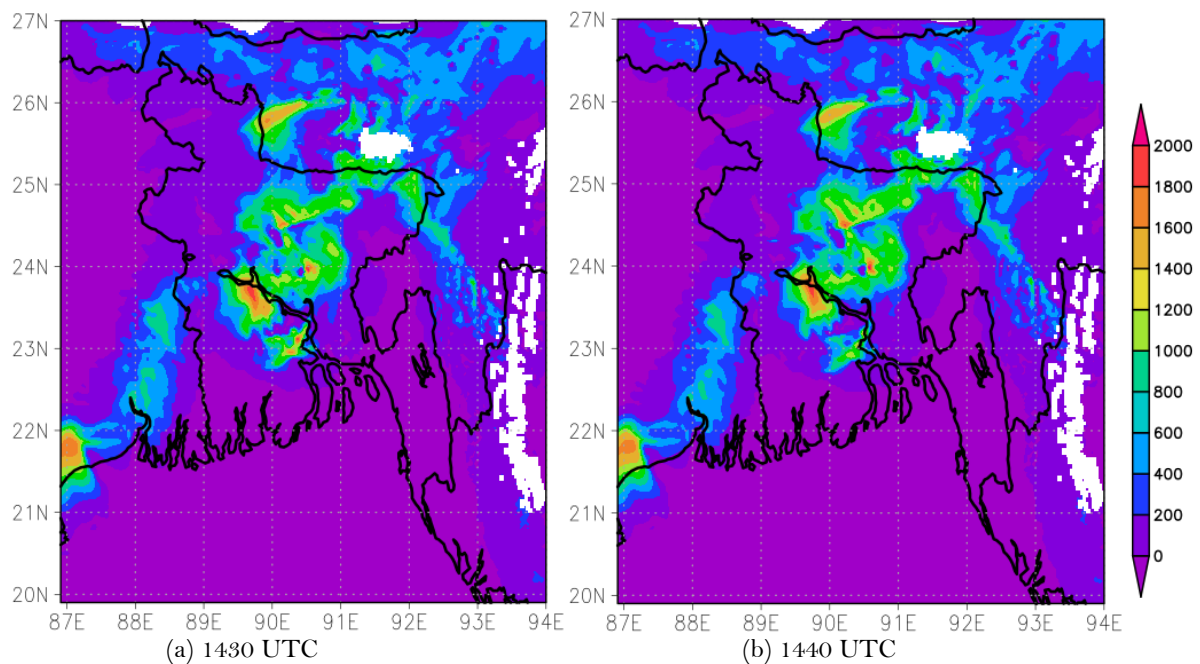 27N 27N
26N 26N
25N 25N
24N 24N
23N 23N
22N 22N
21N 21N
20N 20N
87E 88E 89E 90E 91E 92E 93E 94E 87E 88E 89E 90E 91E 92E 93E 94E
2000
1800
1600
1400
1200
1000
800
600
400
200
0
(a) 1430 UTC (b) 1440 UTC